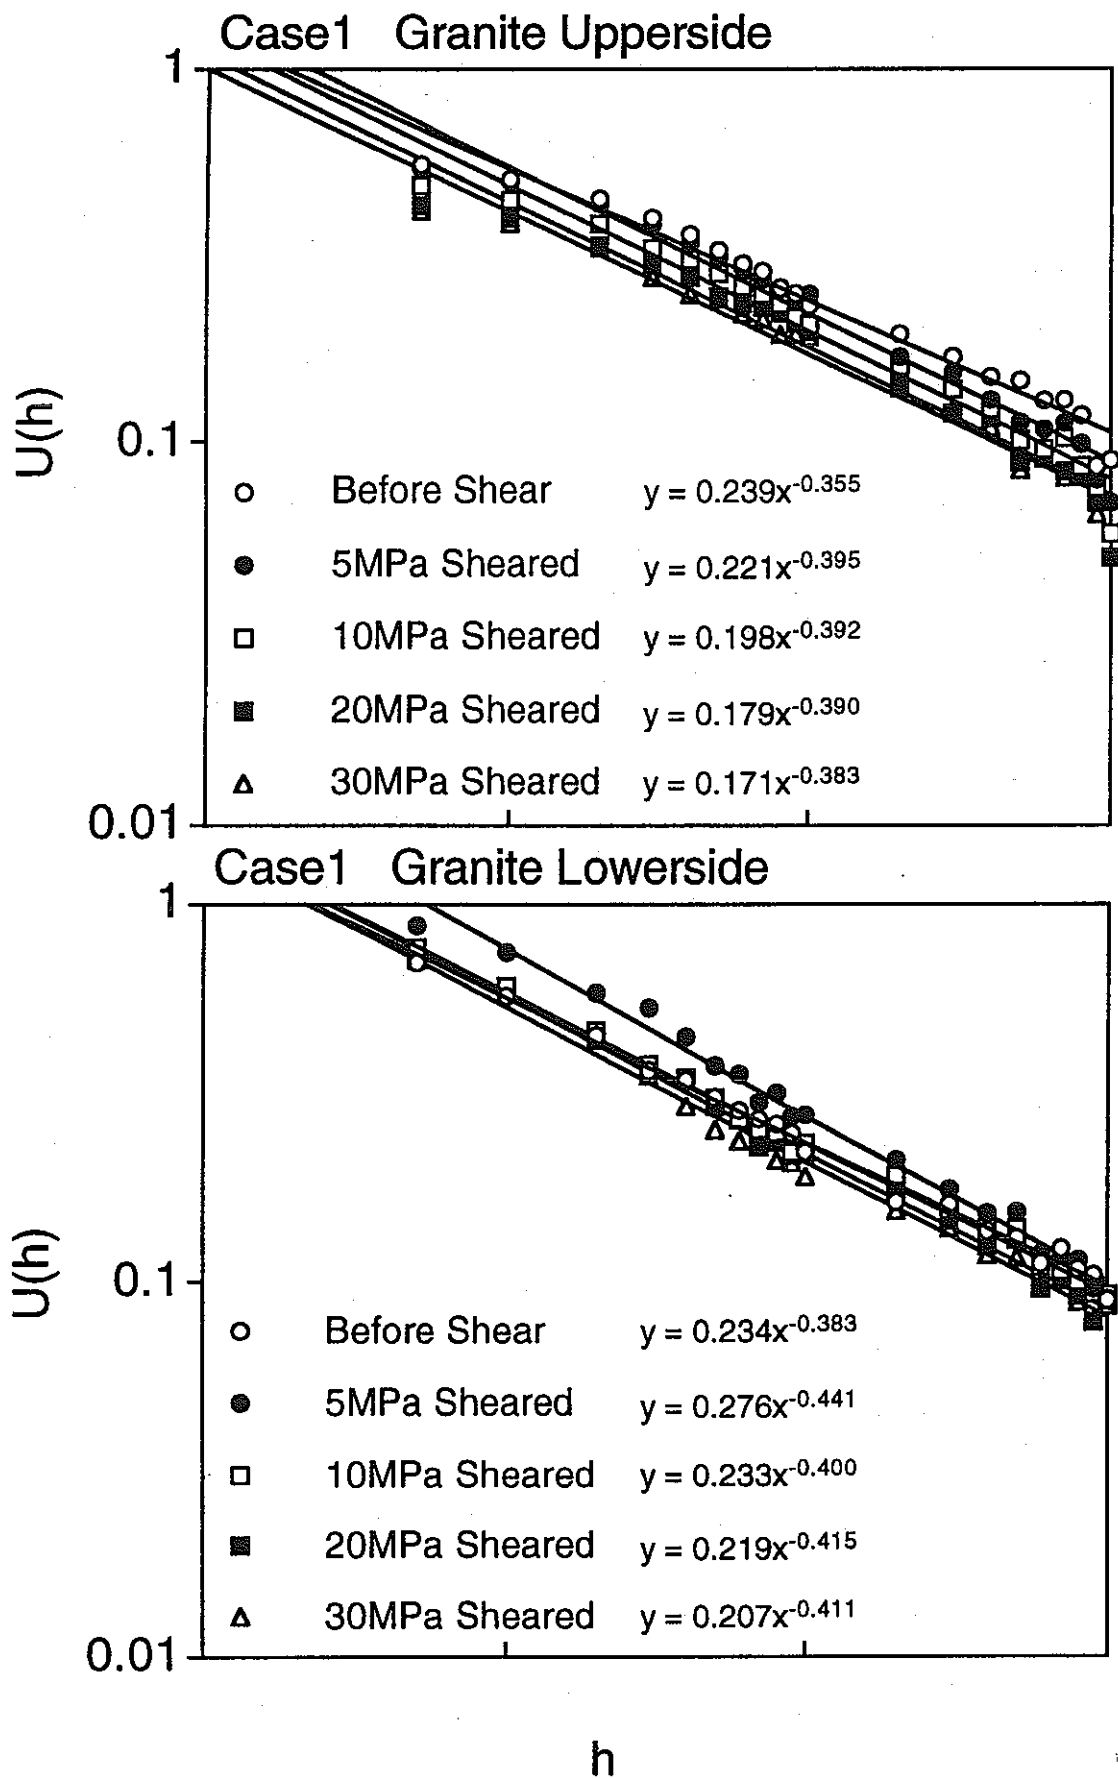 Case1 Granite Upperside
1
U(h)
0.1
Before Shear y = 0.239x^-0.355
5MPa Sheared y = 0.221x^-0.395
10MPa Sheared y = 0.198x^-0.392
20MPa Sheared y = 0.179x^-0.390
30MPa Sheared y = 0.171x^-0.383
0.01
Case1 Granite Lowerside
1
U(h)
0.1
Before Shear y = 0.234x^-0.383
5MPa Sheared y = 0.276x^-0.441
10MPa Sheared y = 0.233x^-0.400
20MPa Sheared y = 0.219x^-0.415
30MPa Sheared y = 0.207x^-0.411
0.01
h